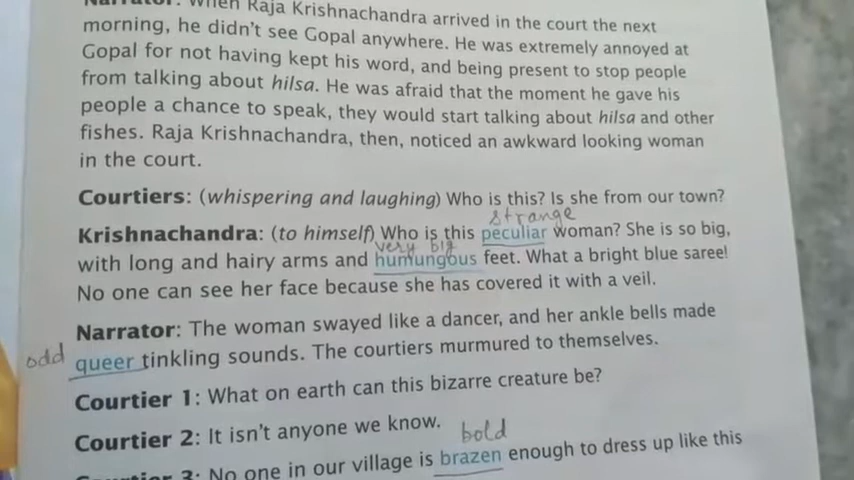 Narrator: When Raja Krishnachandra arrived in the court the next
morning, he didn't see Gopal anywhere. He was extremely annoyed at
Gopal for not having kept his word, and being present to stop people
from talking about hilsa. He was afraid that the moment he gave his
people a chance to speak, they would start talking about hilsa and other
fishes. Raja Krishnachandra, then, noticed an awkward looking woman
in the court.
Courtiers: (whispering and laughing) Who is this? Is she from our town?
strange
Krishnachandra: (to himself) Who is this peculiar woman? She is so big,
very big
with long and hairy arms and humungous feet. What a bright blue saree!
No one can see her face because she has covered it with a veil.
Narrator: The woman swayed like a dancer, and her ankle bells made
odd queer tinkling sounds. The courtiers murmured to themselves.
Courtier 1: What on earth can this bizarre creature be?
Courtier 2: It isn't anyone we know.
bold
Courtier 3: No one in our village is brazen enough to dress up like this